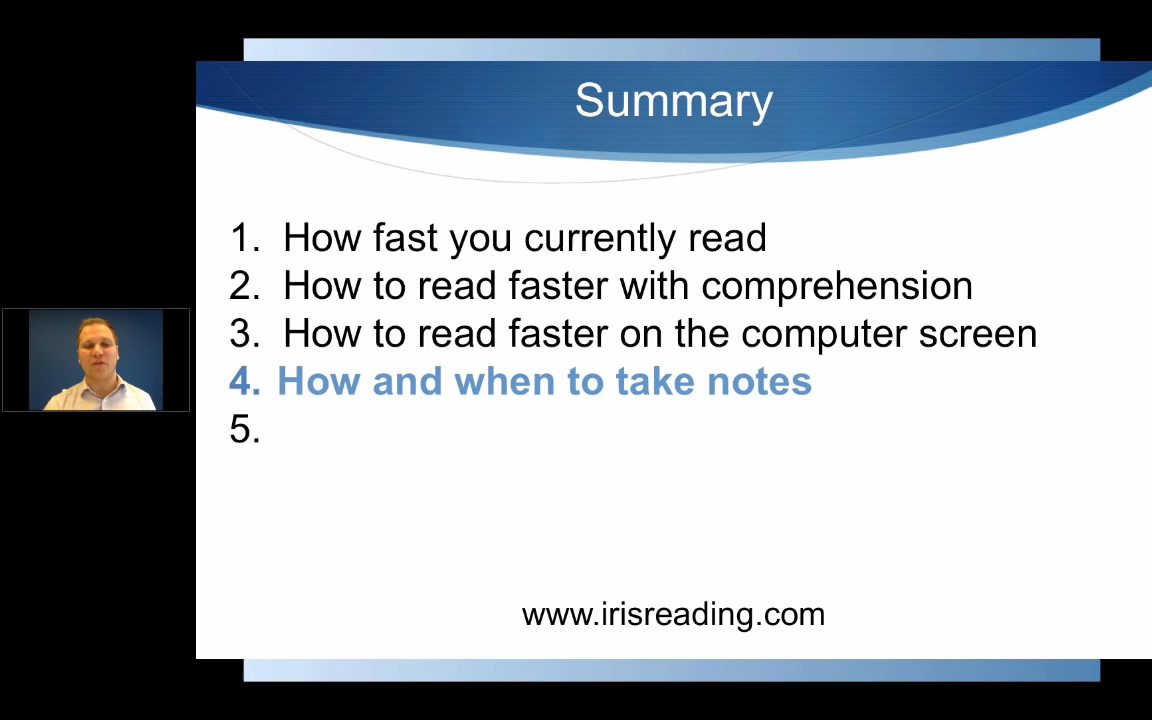 Summary
1. How fast you currently read
2. How to read faster with comprehension
3. How to read faster on the computer screen
4. How and when to take notes
5.
www.irisreading.com